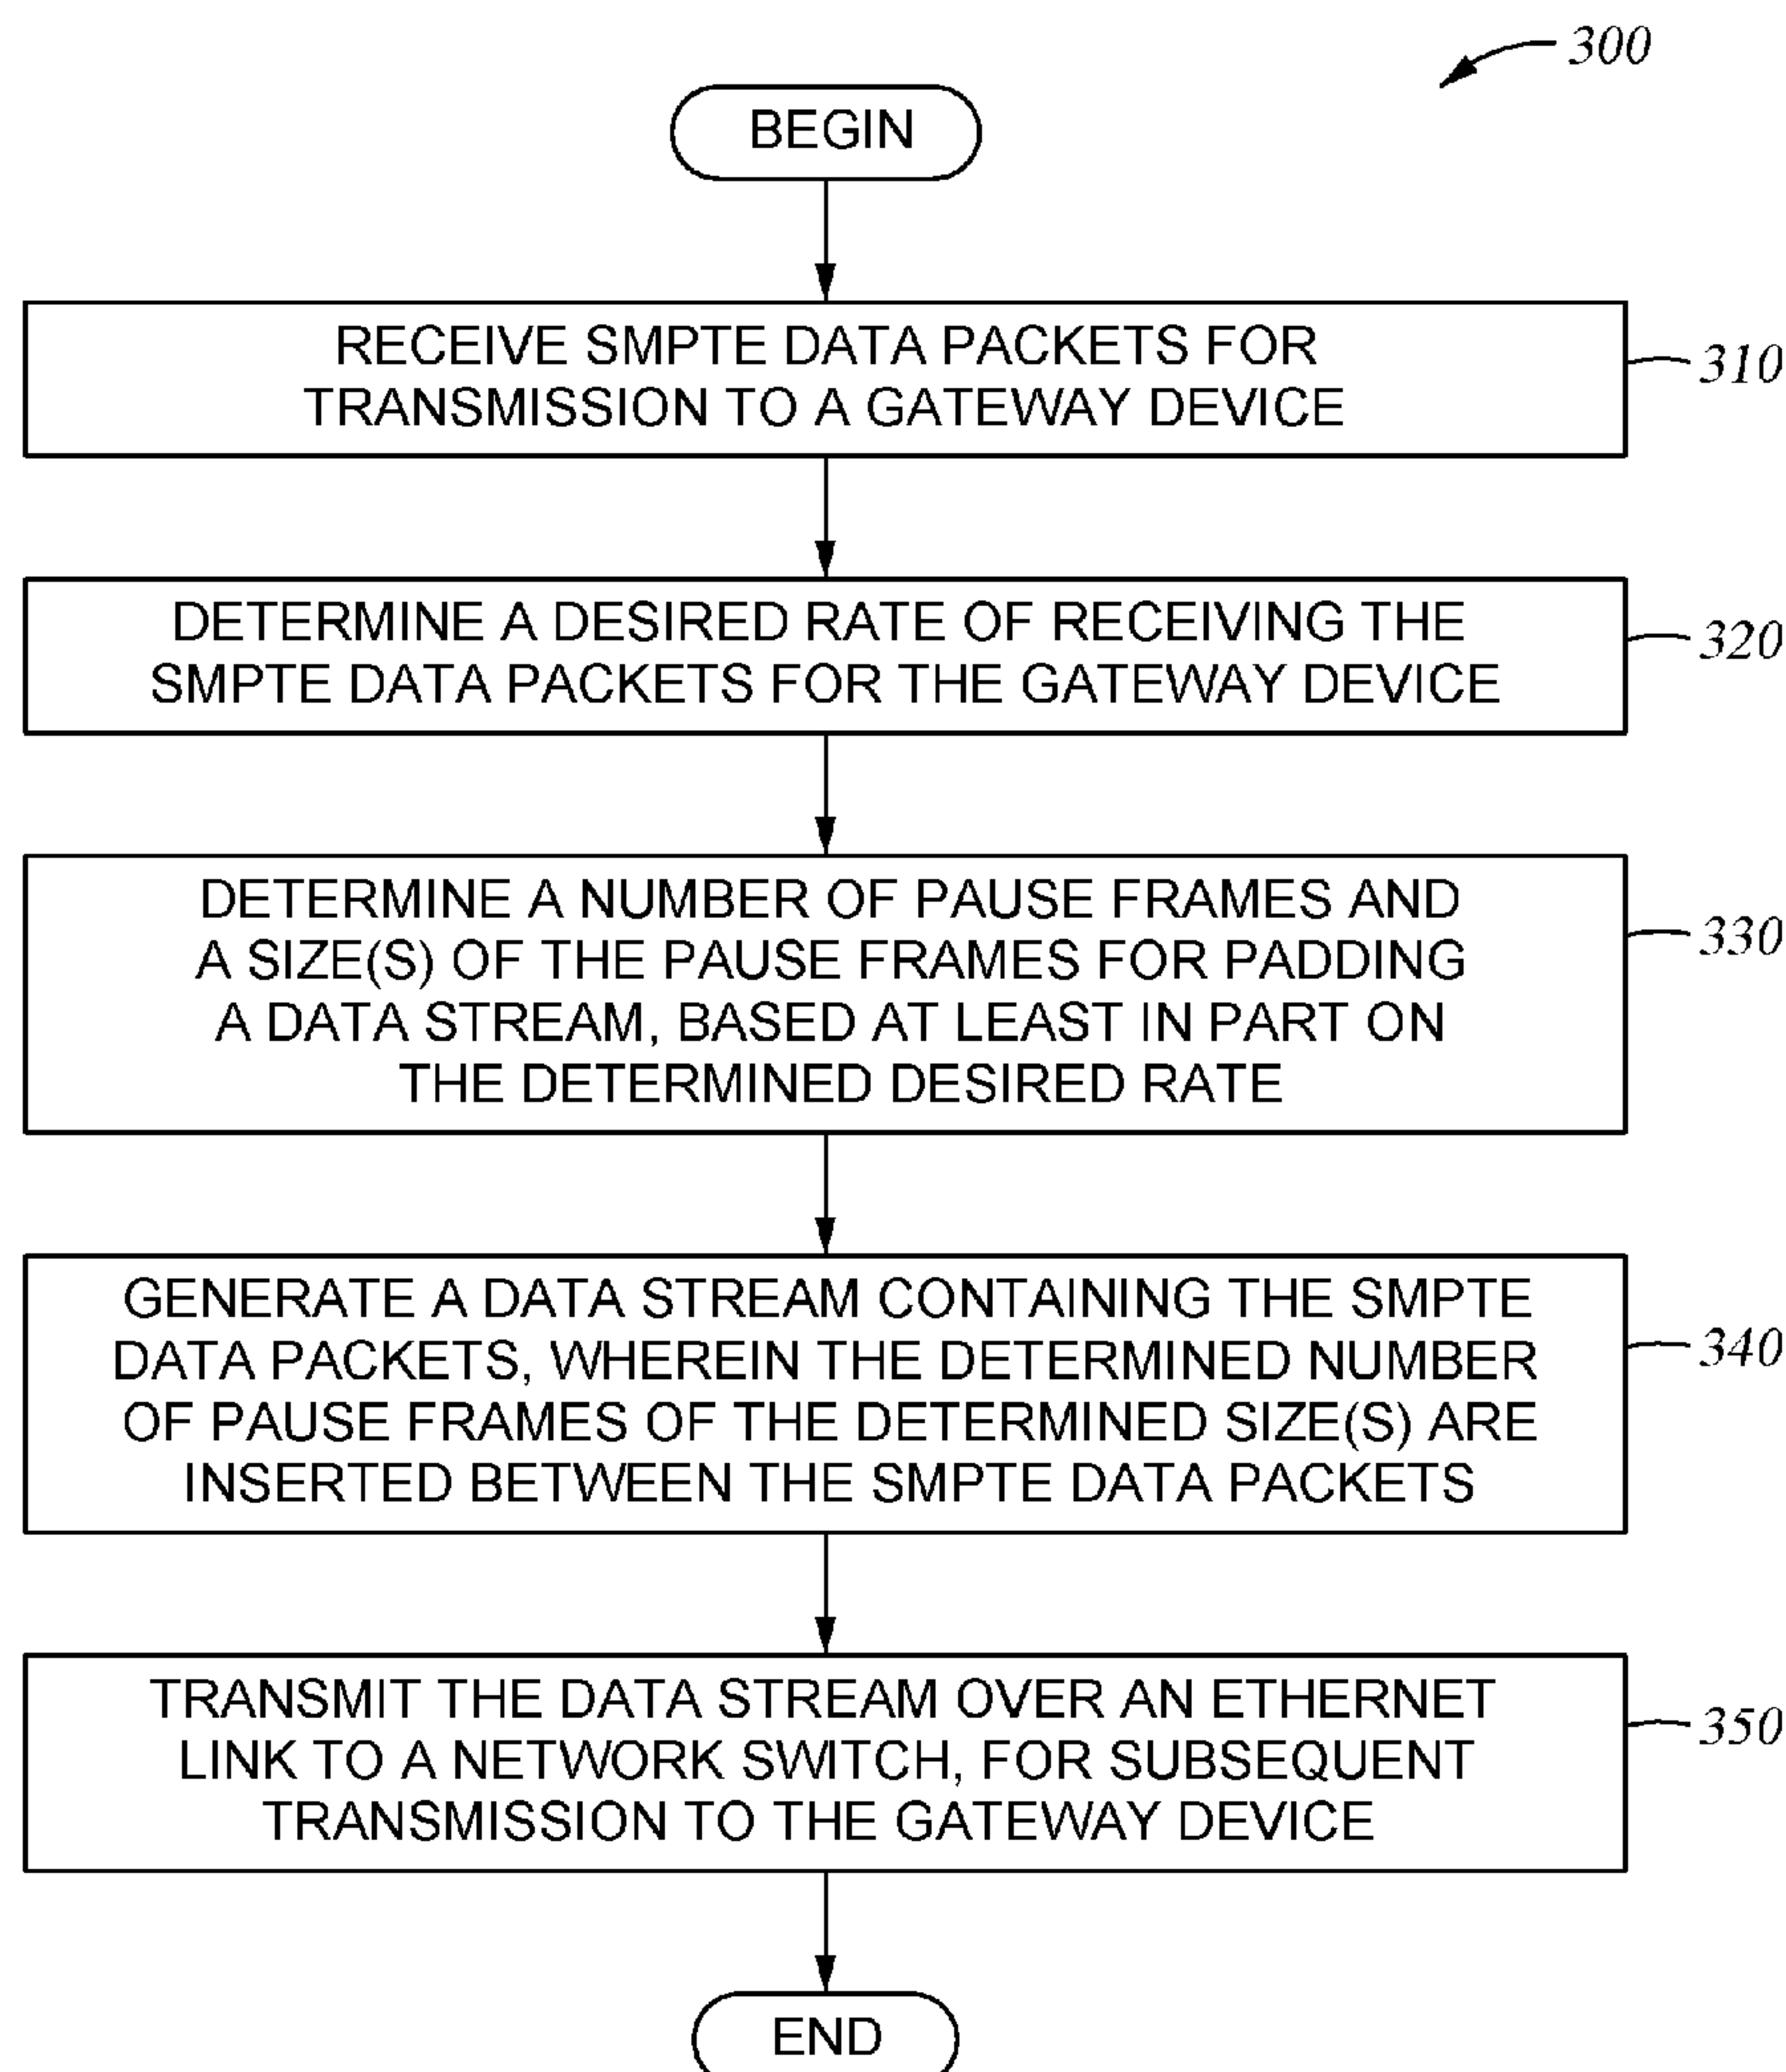 300
BEGIN
RECEIVE SMPTE DATA PACKETS FOR
TRANSMISSION TO A GATEWAY DEVICE
310
DETERMINE A DESIRED RATE OF RECEIVING THE
SMPTE DATA PACKETS FOR THE GATEWAY DEVICE
320
DETERMINE A NUMBER OF PAUSE FRAMES AND
A SIZE(S) OF THE PAUSE FRAMES FOR PADDING
A DATA STREAM, BASED AT LEAST IN PART ON
THE DETERMINED DESIRED RATE
330
GENERATE A DATA STREAM CONTAINING THE SMPTE
DATA PACKETS, WHEREIN THE DETERMINED NUMBER
OF PAUSE FRAMES OF THE DETERMINED SIZE(S) ARE
INSERTED BETWEEN THE SMPTE DATA PACKETS
340
TRANSMIT THE DATA STREAM OVER AN ETHERNET
LINK TO A NETWORK SWITCH, FOR SUBSEQUENT
TRANSMISSION TO THE GATEWAY DEVICE
350
END